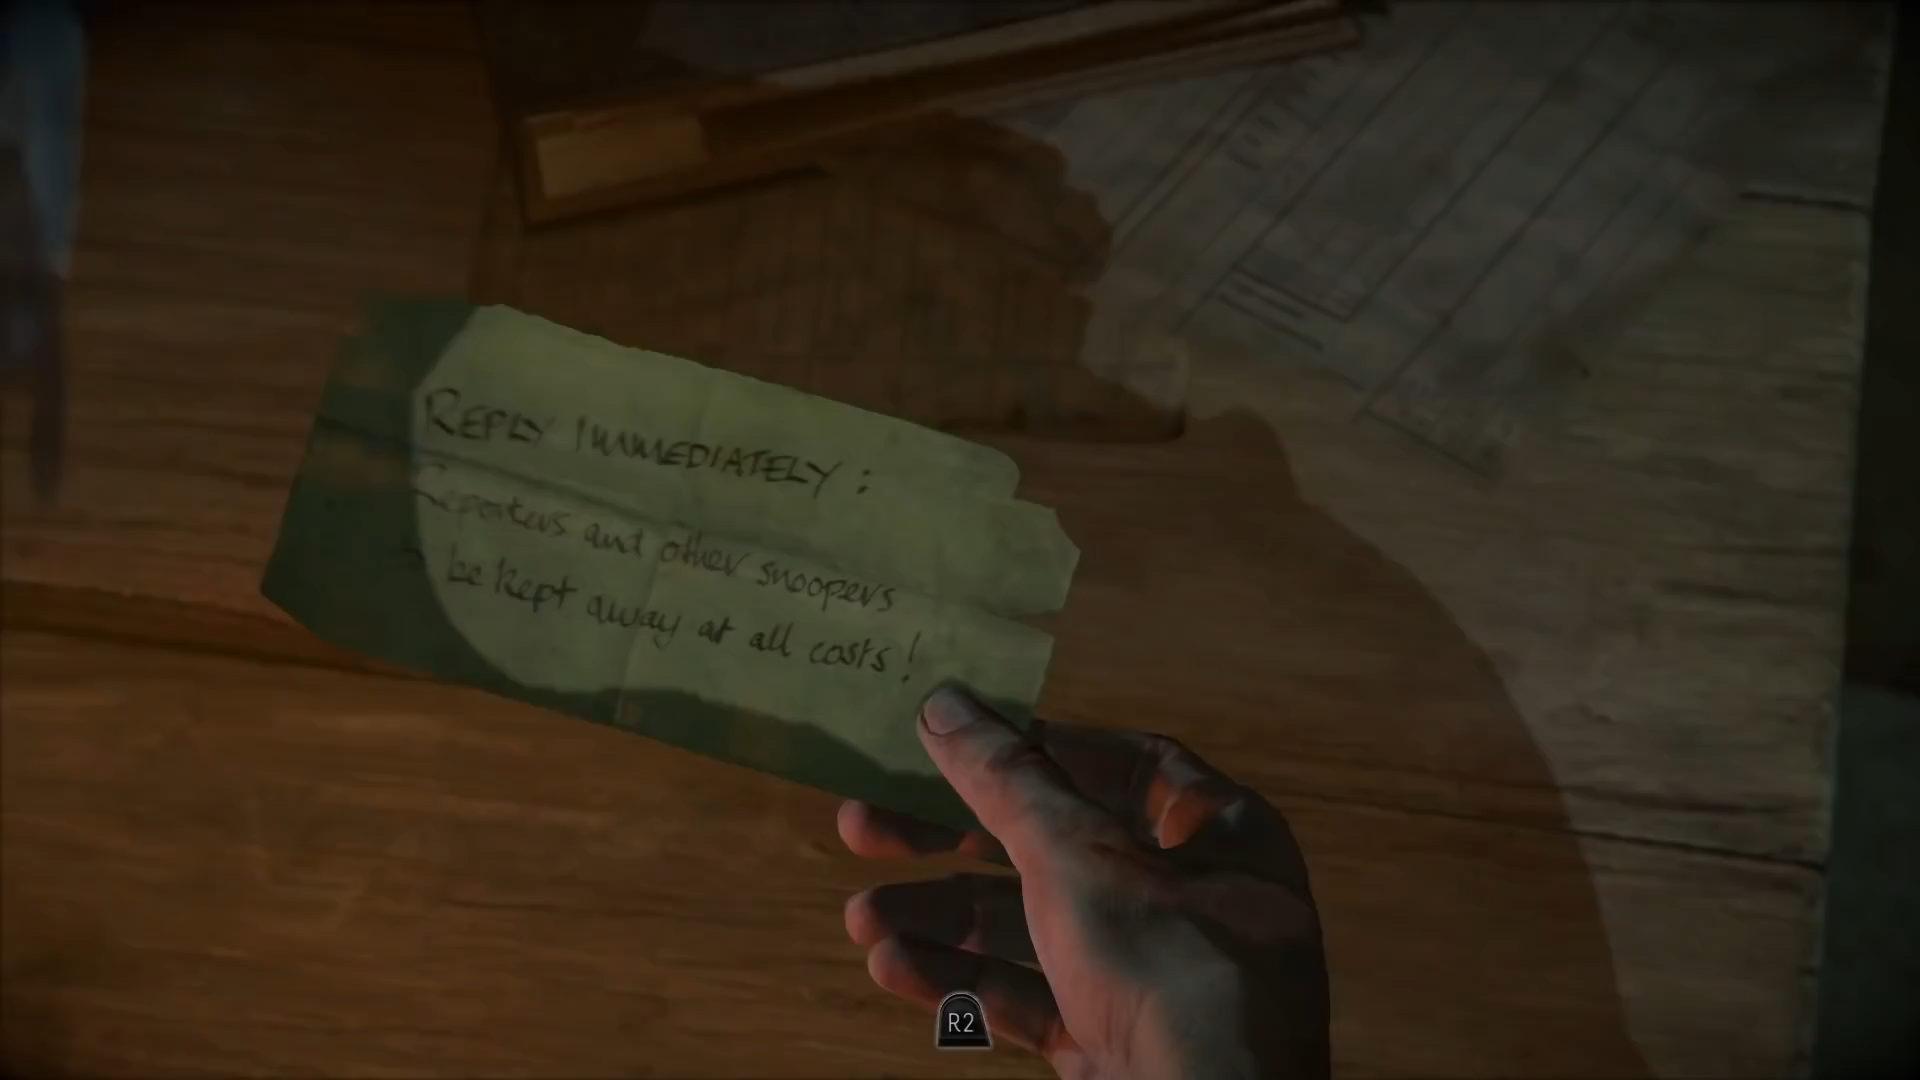 REPLY IMMEDIATELY:
Reporters and other snoopers
be kept away at all costs!
R2